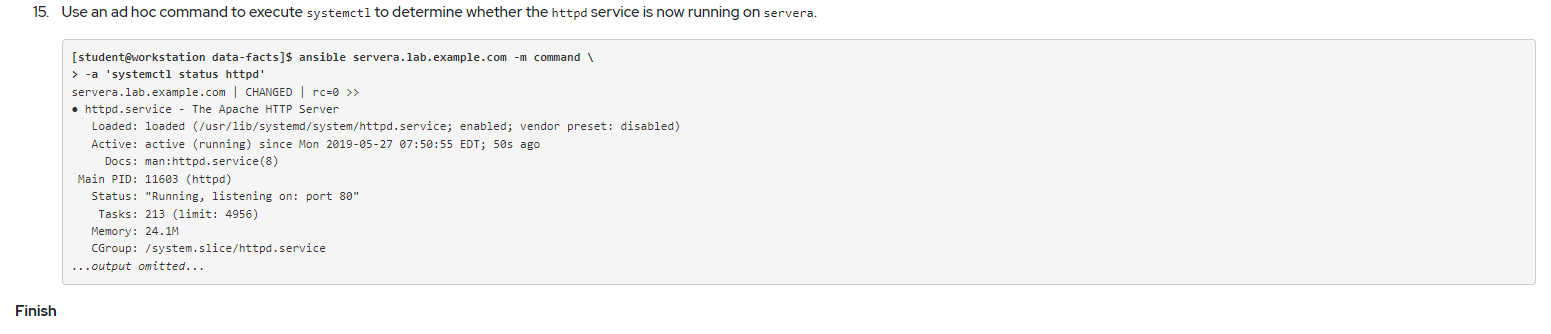 15. Use an ad hoc command to execute systemctl to determine whether the httpd service is now running on servera.
[student@workstation data-facts]$ ansible servera.lab.example.com -m command \
> -a 'systemctl status httpd'
servera.lab.example.com | CHANGED | rc=0 >>
● httpd.service - The Apache HTTP Server
   Loaded: loaded (/usr/lib/systemd/system/httpd.service; enabled; vendor preset: disabled)
   Active: active (running) since Mon 2019-05-27 07:50:55 EDT; 50s ago
     Docs: man:httpd.service(8)
 Main PID: 11603 (httpd)
   Status: "Running, listening on: port 80"
    Tasks: 213 (limit: 4956)
   Memory: 24.1M
   CGroup: /system.slice/httpd.service
...output omitted...
Finish